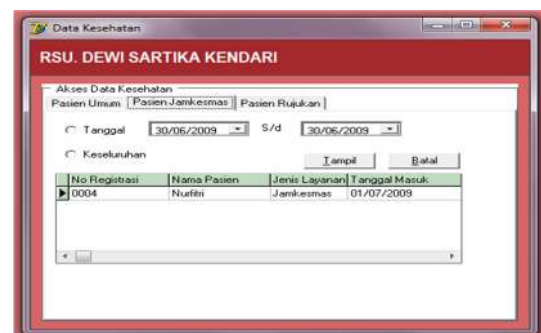 Data Kesehatan
RSU. DEWI SARTIKA KENDARI
Akses Data Kesehatan
Pasien Umum Pasien Jamkesmas Pasien Rujukan
Tanggal 30/06/2009 S/d 30/06/2009
Keseluruhan
Tampil Batal
No Registrasi Nama Pasien Jenis Layanan Tanggal Masuk
0004 Nurfitri Jamkesmas 01/07/2009